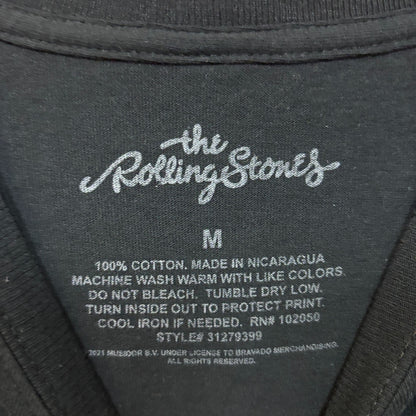 the
Rolling Stones
M
100% COTTON. MADE IN NICARAGUA
MACHINE WASH WARM WITH LIKE COLORS.
DO NOT BLEACH. TUMBLE DRY LOW.
TURN INSIDE OUT TO PROTECT PRINT.
COOL IRON IF NEEDED. RN# 102050
STYLE# 31279399
2021 MUSIDOR B.V. UNDER LICENSE TO BRAVADO MERCHANDISING.
ALL RIGHTS RESERVED.